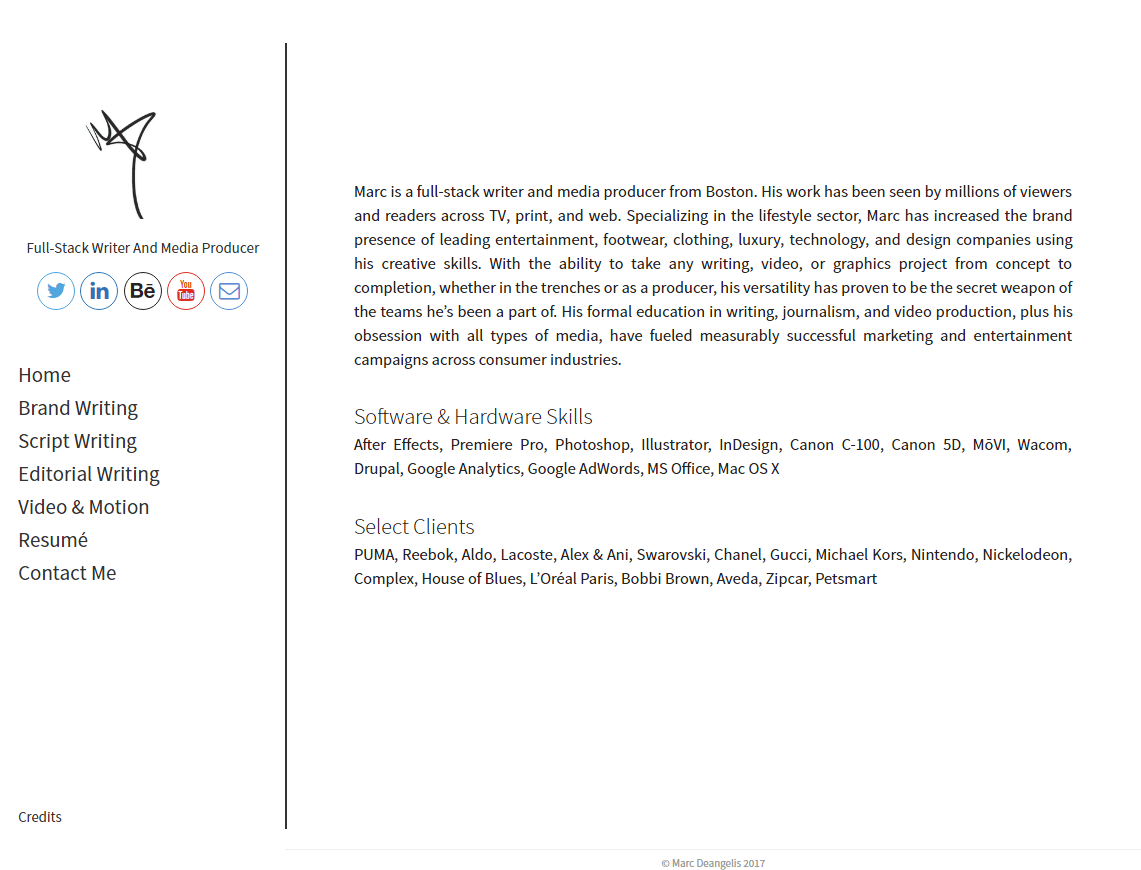 Full-Stack Writer And Media Producer
in
Bē
You
Tube
Home
Brand Writing
Script Writing
Editorial Writing
Video & Motion
Resumé
Contact Me
Credits
Marc is a full-stack writer and media producer from Boston. His work has been seen by millions of viewers
and readers across TV, print, and web. Specializing in the lifestyle sector, Marc has increased the brand
presence of leading entertainment, footwear, clothing, luxury, technology, and design companies using
his creative skills. With the ability to take any writing, video, or graphics project from concept to
completion, whether in the trenches or as a producer, his versatility has proven to be the secret weapon of
the teams he’s been a part of. His formal education in writing, journalism, and video production, plus his
obsession with all types of media, have fueled measurably successful marketing and entertainment
campaigns across consumer industries.
Software & Hardware Skills
After Effects, Premiere Pro, Photoshop, Illustrator, InDesign, Canon C-100, Canon 5D, MōVI, Wacom,
Drupal, Google Analytics, Google AdWords, MS Office, Mac OS X
Select Clients
PUMA, Reebok, Aldo, Lacoste, Alex & Ani, Swarovski, Chanel, Gucci, Michael Kors, Nintendo, Nickelodeon,
Complex, House of Blues, L’Oréal Paris, Bobbi Brown, Aveda, Zipcar, Petsmart
© Marc Deangelis 2017